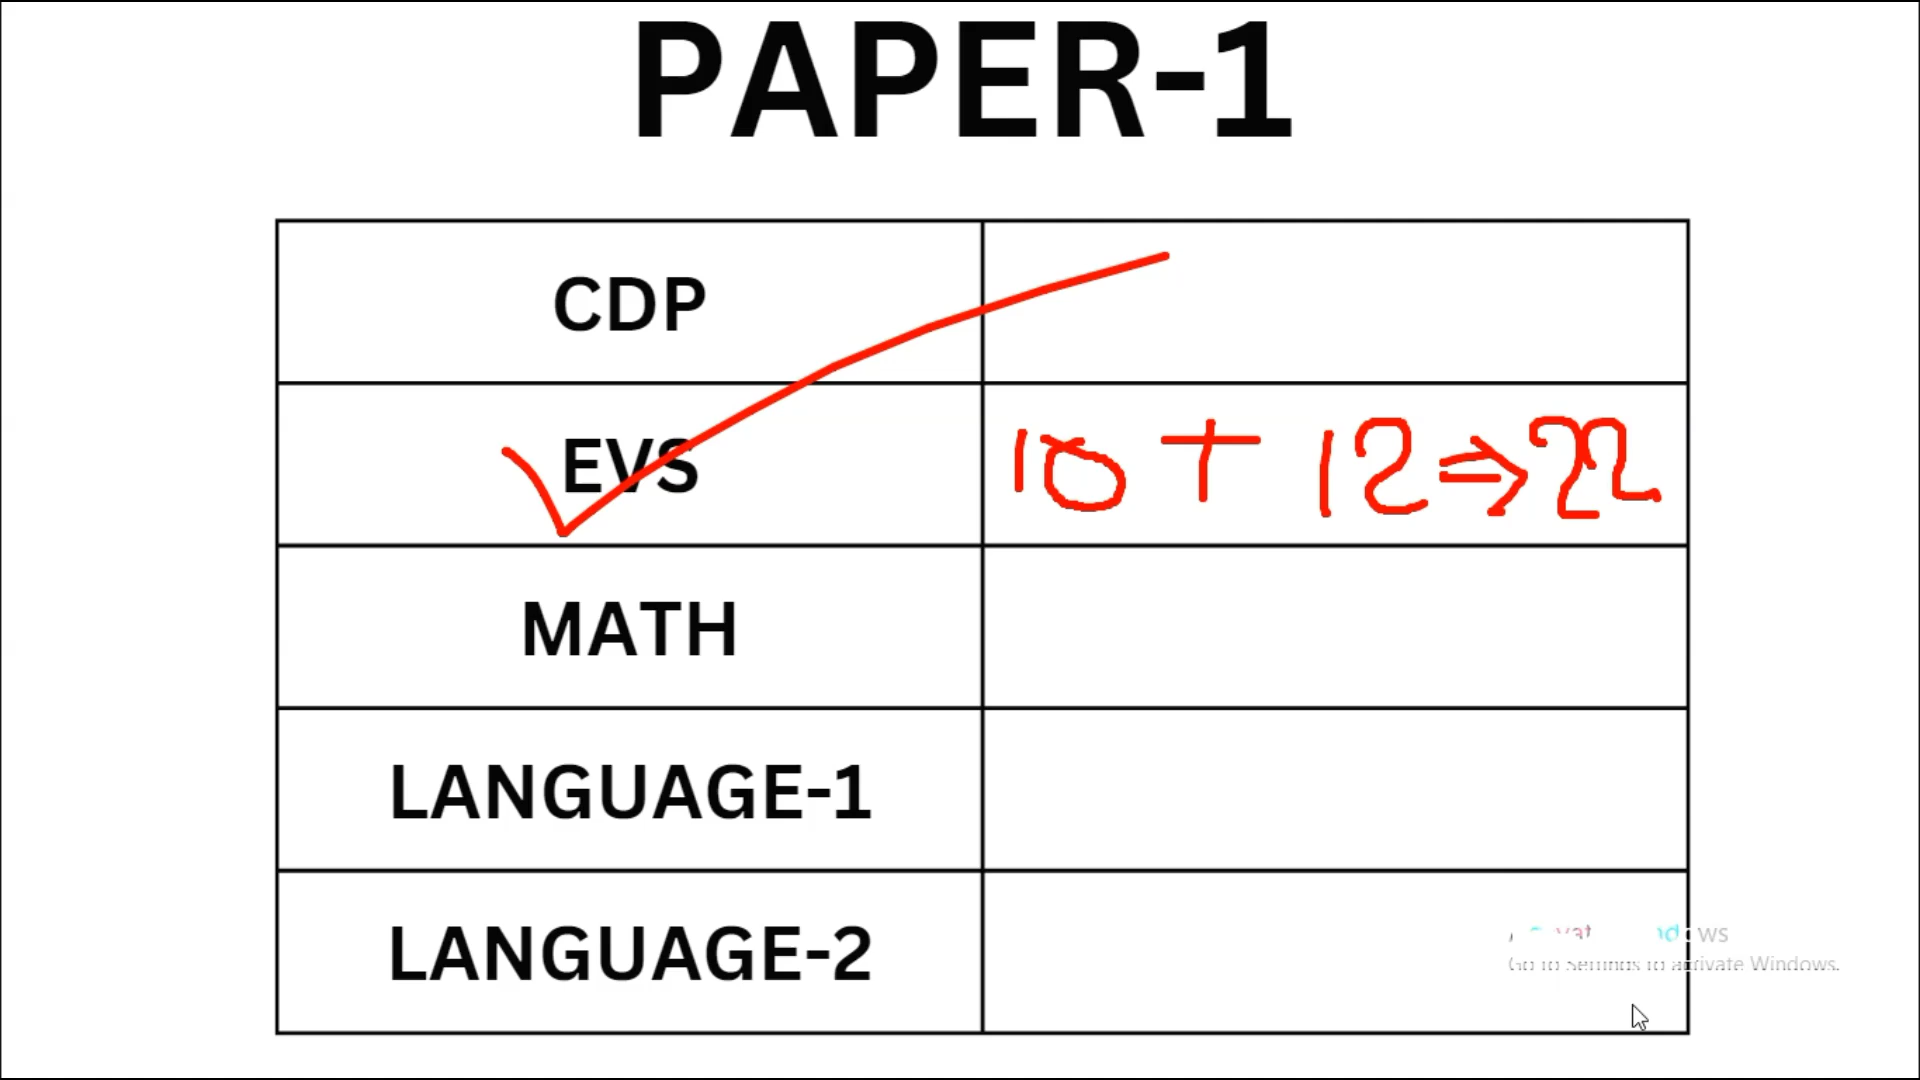 PAPER-1
CDP
EVS 10 + 12 ⇒ 22
MATH
LANGUAGE-1
LANGUAGE-2
Go to Settings to activate Windows.